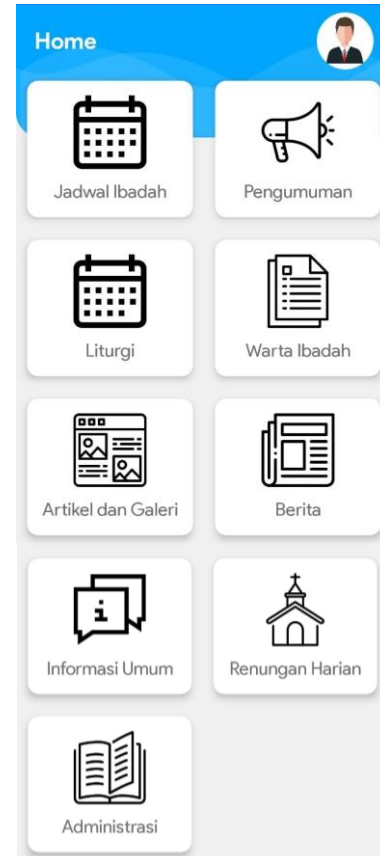 Home
Jadwal Ibadah
Pengumuman
Liturgi
Warta Ibadah
Artikel dan Galeri
Berita
Informasi Umum
Renungan Harian
Administrasi